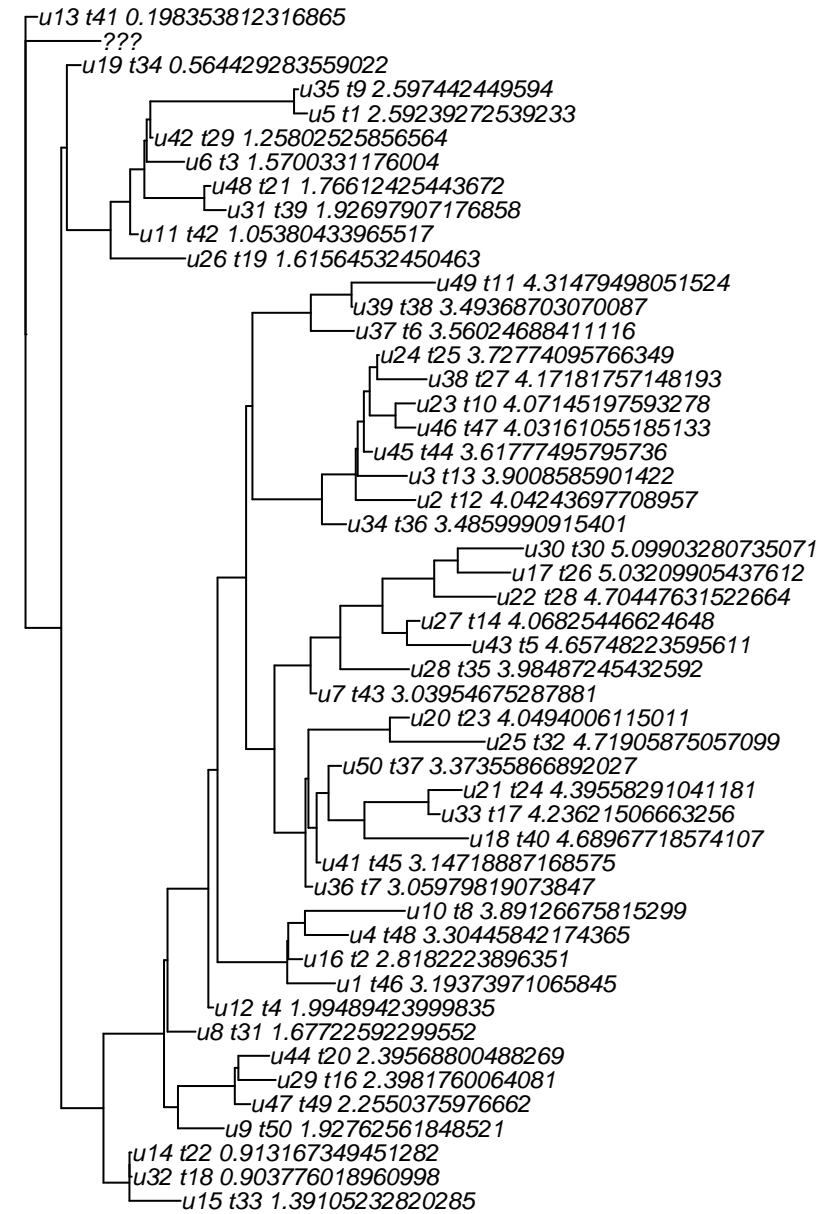 u13 t41 0.198353812316865
???
u19 t34 0.564429283559022
u35 t9 2.597442449594
u5 t1 2.59239272539233
u42 t29 1.25802525856564
u6 t3 1.5700331176004
u48 t21 1.76612425443672
u31 t39 1.92697907176858
u11 t42 1.05380433965517
u26 t19 1.61564532450463
u49 t11 4.31479498051524
u39 t38 3.49368703070087
u37 t6 3.56024688411116
u24 t25 3.72774095766349
u38 t27 4.17181757148193
u23 t10 4.07145197593278
u46 t47 4.03161055185133
u45 t44 3.61777495795736
u3 t13 3.9008585901422
u2 t12 4.04243697708957
u34 t36 3.4859990915401
u30 t30 5.09903280735071
u17 t26 5.03209905437612
u22 t28 4.70447631522664
u27 t14 4.06825446624648
u43 t5 4.65748223595611
u28 t35 3.98487245432592
u7 t43 3.03954675287881
u20 t23 4.0494006115011
u25 t32 4.71905875057099
u50 t37 3.37355866892027
u21 t24 4.39558291041181
u33 t17 4.23621506663256
u18 t40 4.68967718574107
u41 t45 3.14718887168575
u36 t7 3.05979819073847
u10 t8 3.89126675815299
u4 t48 3.30445842174365
u16 t2 2.8182223896351
u1 t46 3.19373971065845
u12 t4 1.99489423999835
u8 t31 1.67722592299552
u44 t20 2.39568800488269
u29 t16 2.3981760064081
u47 t49 2.2550375976662
u9 t50 1.92762561848521
u14 t22 0.913167349451282
u32 t18 0.903776018960998
u15 t33 1.39105232820285